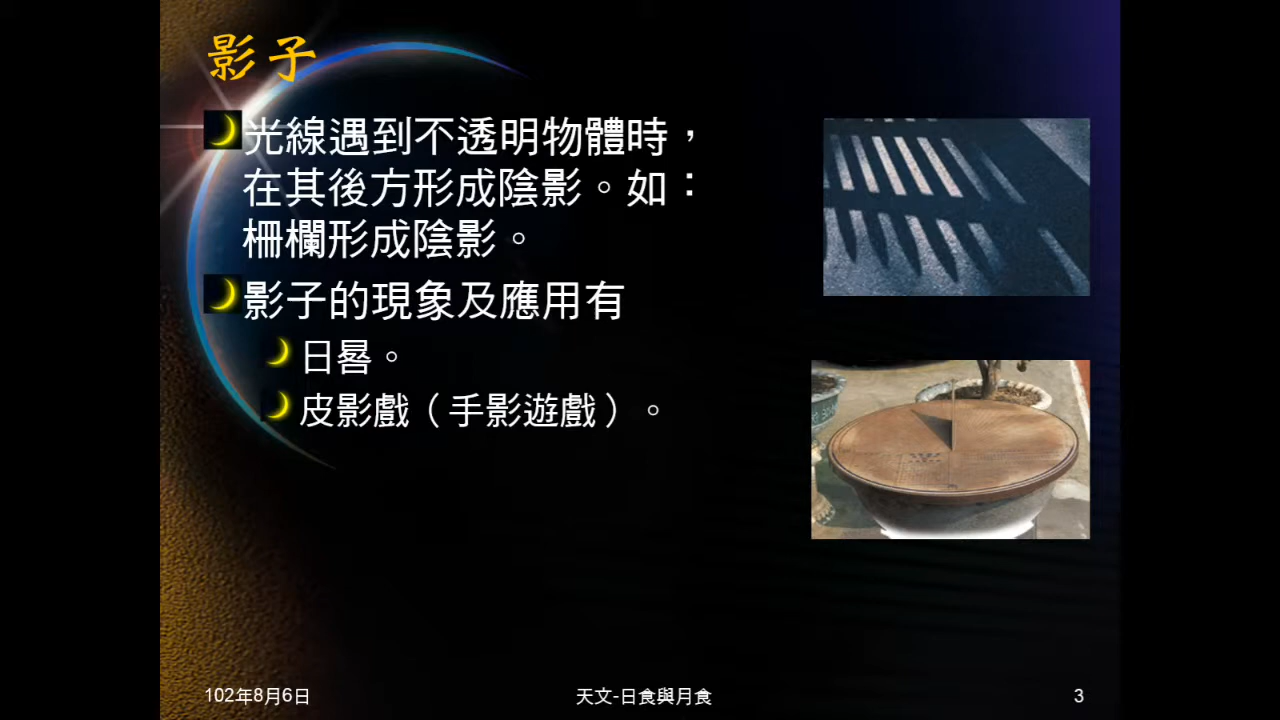 影子
光線遇到不透明物體時，
在其後方形成陰影。如：
柵欄形成陰影。
影子的現象及應用有
日晷。
皮影戲（手影遊戲）。
102年8月6日
天文-日食與月食
3